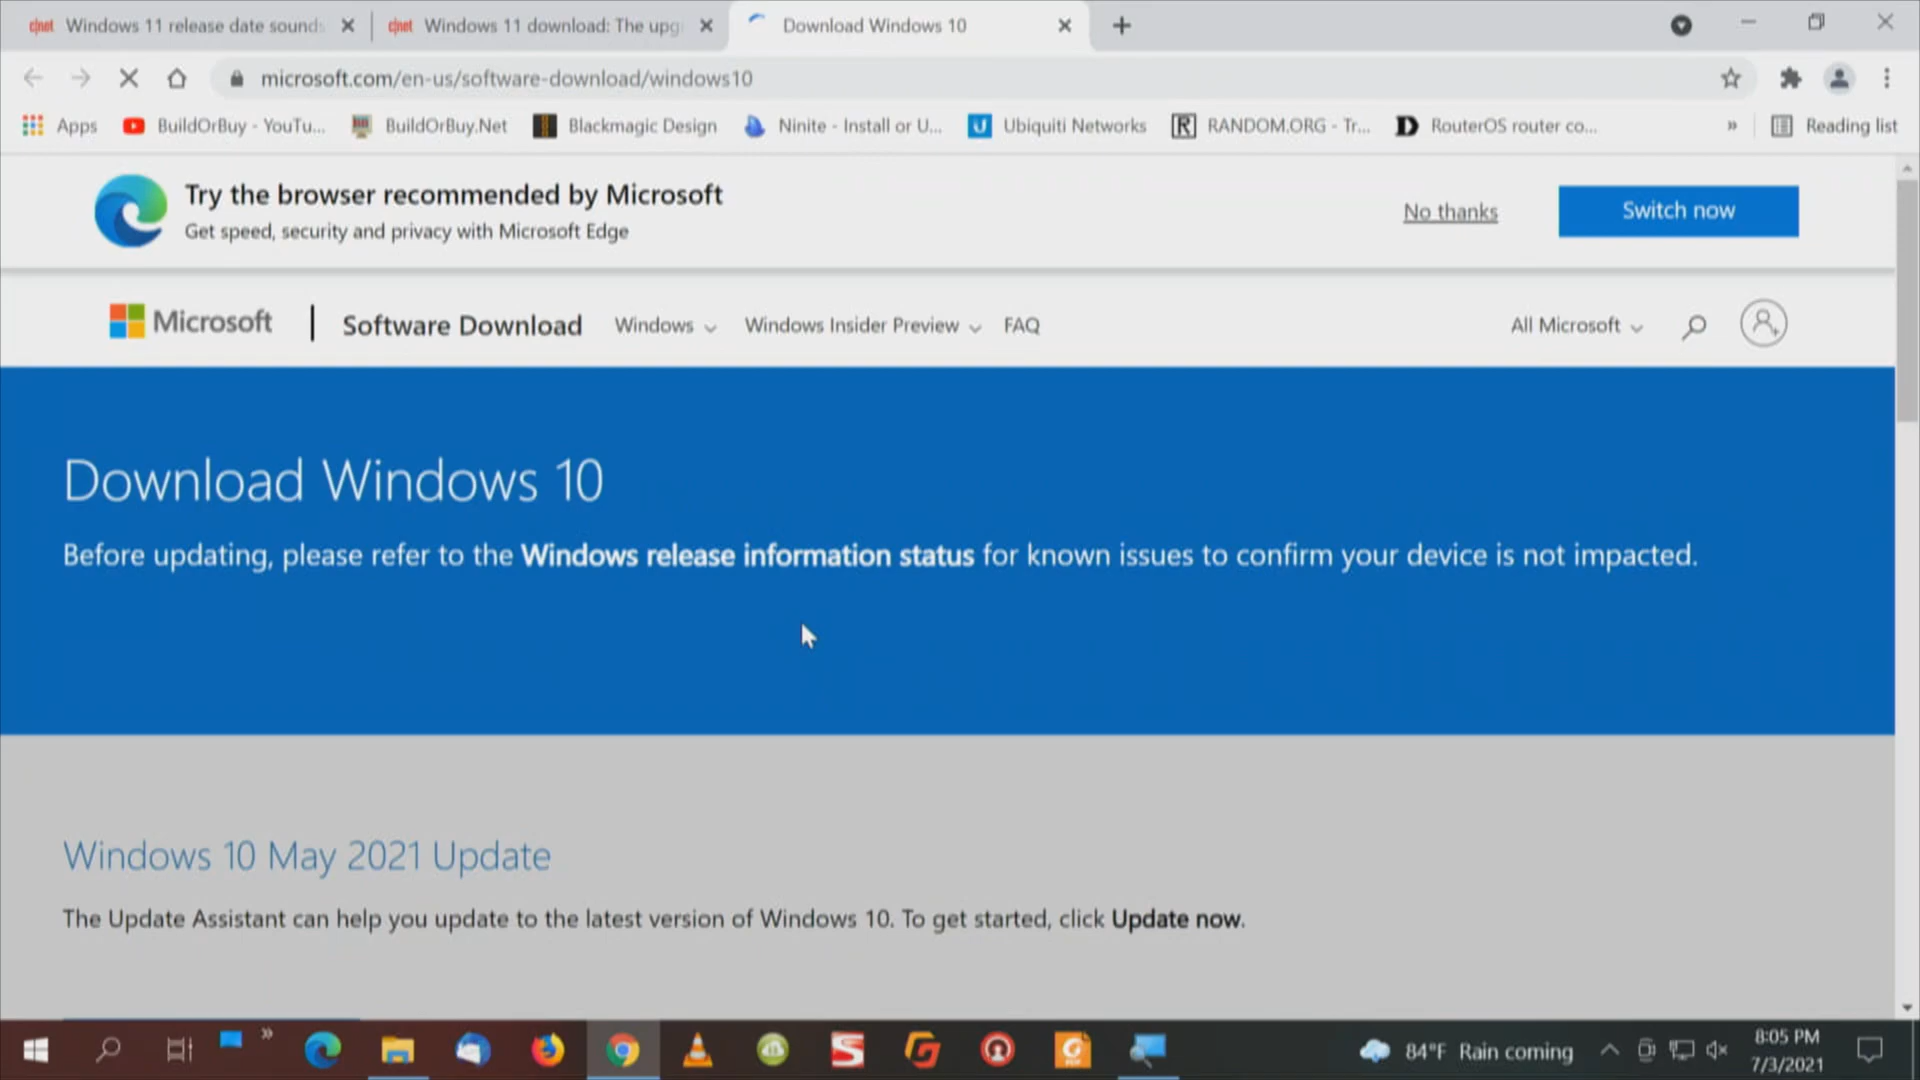 cnet Windows 11 release date sound:
cnet Windows 11 download: The upg
Download Windows 10
microsoft.com/en-us/software-download/windows10
Apps
BuildOrBuy - YouTu...
BuildOrBuy.Net
Blackmagic Design
Ninite - Install or U...
Ubiquiti Networks
RANDOM.ORG - Tr...
RouterOS router co...
»
Reading list
Try the browser recommended by Microsoft
Get speed, security and privacy with Microsoft Edge
No thanks
Switch now
Microsoft
Software Download
Windows
Windows Insider Preview
FAQ
All Microsoft
Download Windows 10
Before updating, please refer to the Windows release information status for known issues to confirm your device is not impacted.
Windows 10 May 2021 Update
The Update Assistant can help you update to the latest version of Windows 10. To get started, click Update now.
»
84°F Rain coming
8:05 PM
7/3/2021